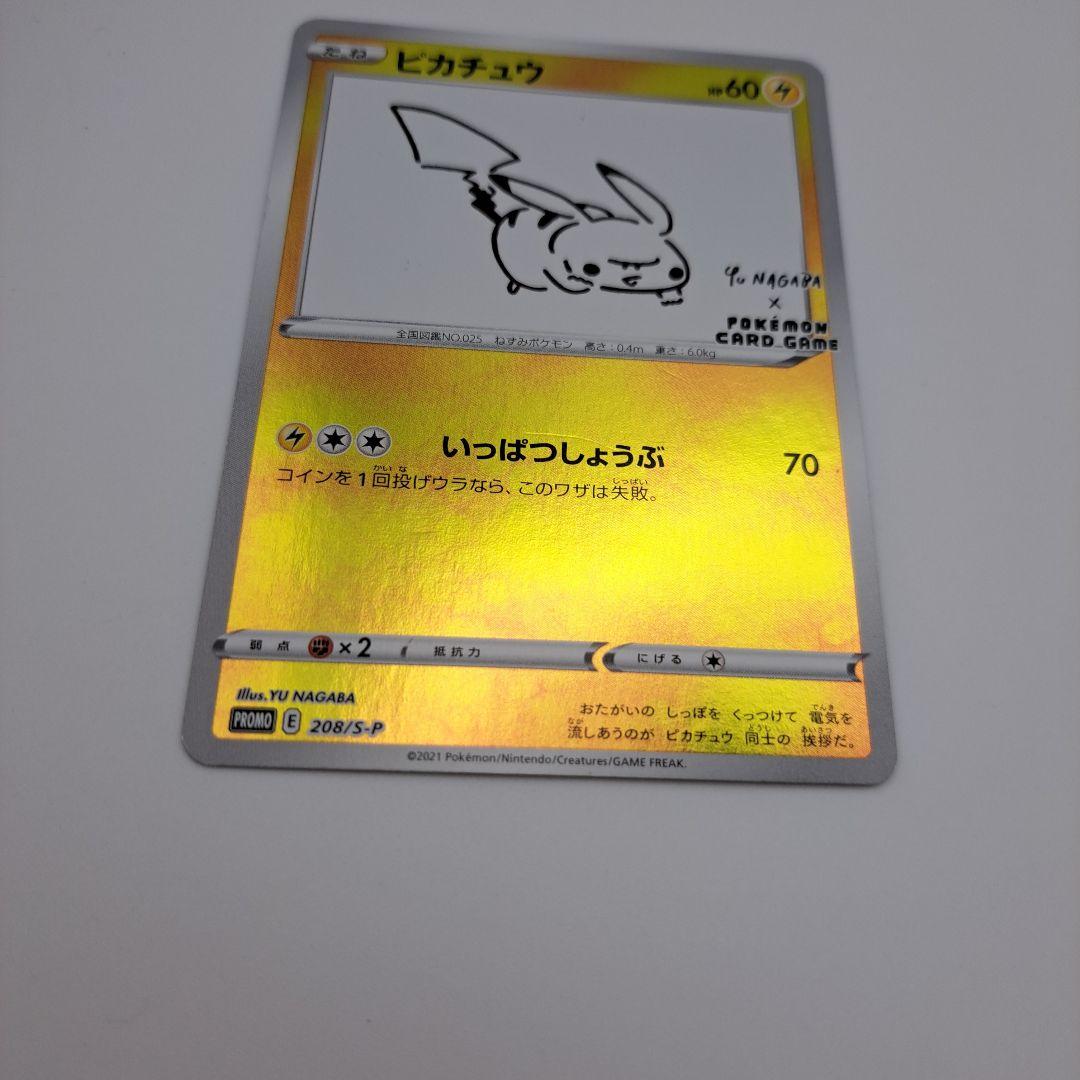 たね ピカチュウ HP60
Yu NAGABA
×
POKÉMON
CARD GAME
全国図鑑NO.025 ねずみポケモン 高さ：0.4m 重さ：6.0kg
いっぱつしょうぶ 70
コインを1回投げウラなら、このワザは失敗。
弱点 ×2 抵抗力 にげる
Illus.YU NAGABA
PROMO E 208/S-P
おたがいの しっぽを くっつけて 電気を
流しあうのが ピカチュウ 同士の 挨拶だ。
©2021 Pokémon/Nintendo/Creatures/GAME FREAK.